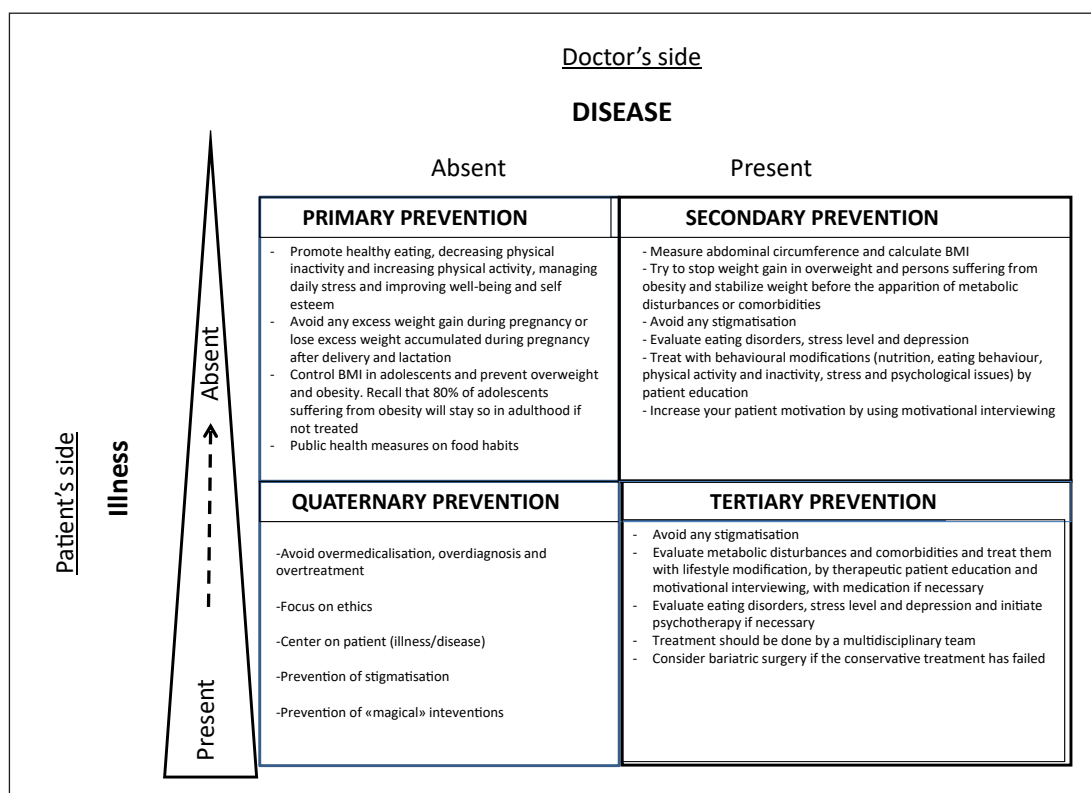 Doctor's side
DISEASE
Absent
Present
Patient's side
Illness
Present
Absent
PRIMARY PREVENTION
- Promote healthy eating, decreasing physical
inactivity and increasing physical activity, managing
daily stress and improving well-being and self
esteem
- Avoid any excess weight gain during pregnancy or
lose excess weight accumulated during pregnancy
after delivery and lactation
- Control BMI in adolescents and prevent overweight
and obesity. Recall that 80% of adolescents
suffering from obesity will stay so in adulthood if
not treated
- Public health measures on food habits
SECONDARY PREVENTION
- Measure abdominal circumference and calculate BMI
- Try to stop weight gain in overweight and persons suffering from
obesity and stabilize weight before the apparition of metabolic
disturbances or comorbidities
- Avoid any stigmatisation
- Evaluate eating disorders, stress level and depression
- Treat with behavioural modifications (nutrition, eating behaviour,
physical activity and inactivity, stress and psychological issues) by
patient education
- Increase your patient motivation by using motivational interviewing
QUATERNARY PREVENTION
-Avoid overmedicalisation, overdiagnosis and
overtreatment
-Focus on ethics
-Center on patient (illness/disease)
-Prevention of stigmatisation
-Prevention of «magical» inteventions
TERTIARY PREVENTION
- Avoid any stigmatisation
- Evaluate metabolic disturbances and comorbidities and treat them
with lifestyle modification, by therapeutic patient education and
motivational interviewing, with medication if necessary
- Evaluate eating disorders, stress level and depression and initiate
psychotherapy if necessary
- Treatment should be done by a multidisciplinary team
- Consider bariatric surgery if the conservative treatment has failed